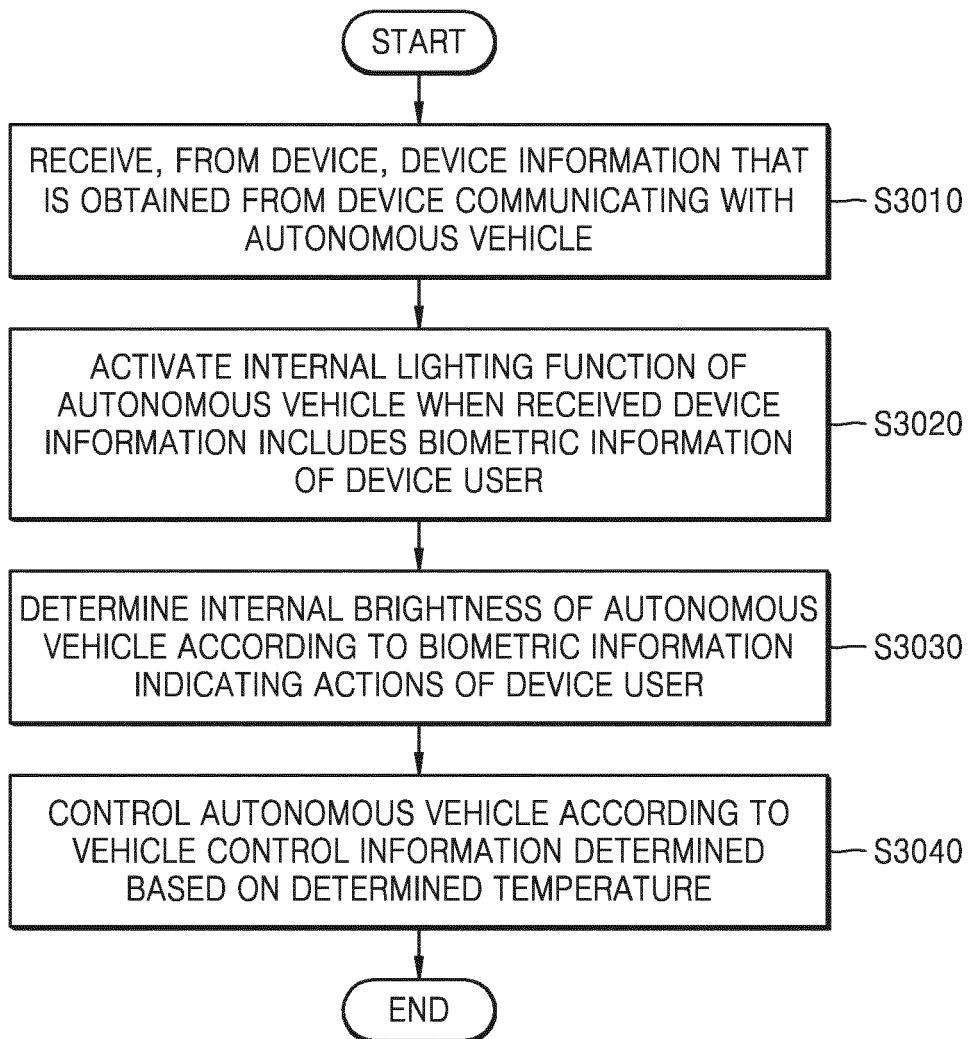 START
RECEIVE, FROM DEVICE, DEVICE INFORMATION THAT
IS OBTAINED FROM DEVICE COMMUNICATING WITH
AUTONOMOUS VEHICLE
S3010
ACTIVATE INTERNAL LIGHTING FUNCTION OF
AUTONOMOUS VEHICLE WHEN RECEIVED DEVICE
INFORMATION INCLUDES BIOMETRIC INFORMATION
OF DEVICE USER
S3020
DETERMINE INTERNAL BRIGHTNESS OF AUTONOMOUS
VEHICLE ACCORDING TO BIOMETRIC INFORMATION
INDICATING ACTIONS OF DEVICE USER
S3030
CONTROL AUTONOMOUS VEHICLE ACCORDING TO
VEHICLE CONTROL INFORMATION DETERMINED
BASED ON DETERMINED TEMPERATURE
S3040
END